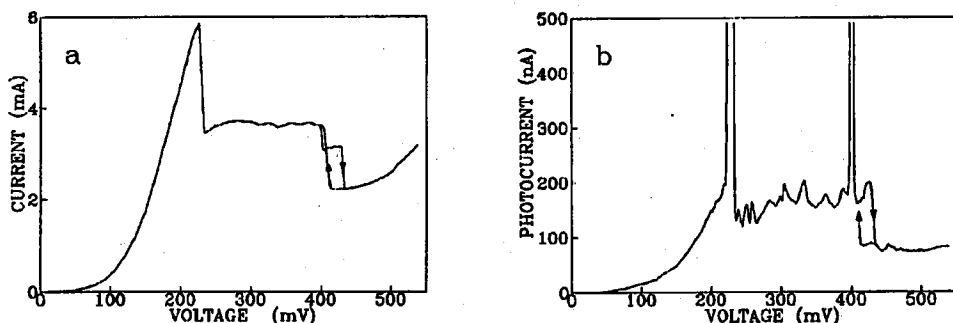 a
CURRENT (mA)
6
4
2
0
0 100 200 300 400 500
VOLTAGE (mV)
b
PHOTOCURRENT (nA)
500
400
300
200
100
0
0 100 200 300 400 500
VOLTAGE (mV)